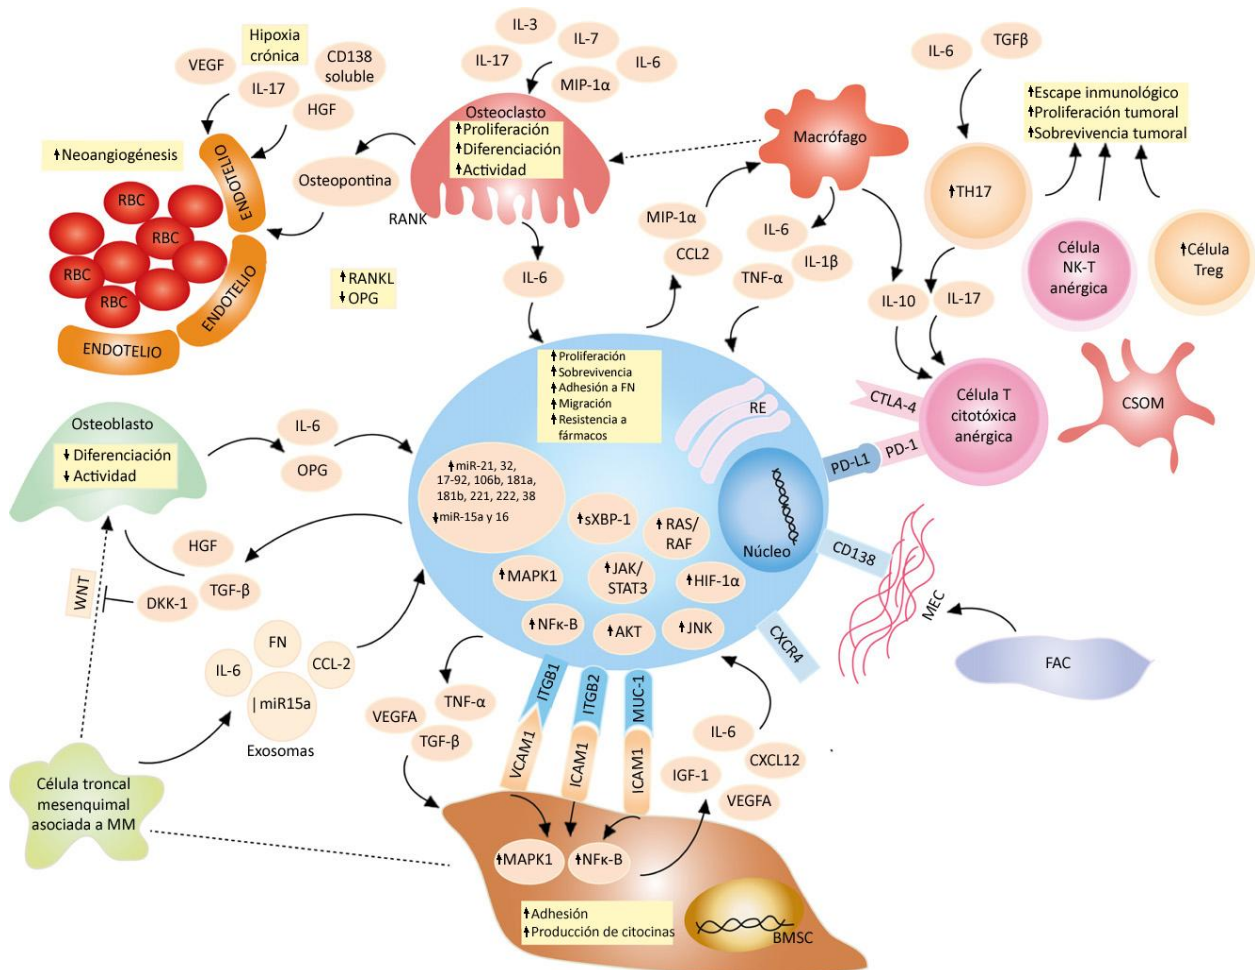 Hipoxia
crónica
VEGF
IL-17
CD138
soluble
HGF
↑Neoangiogénesis
ENDOTELIO
ENDOTELIO
ENDOTELIO
RBC
RBC
RBC
RBC
Osteopontina
IL-3
IL-7
IL-17
IL-6
MIP-1α
Osteoclasto
↑Proliferación
↑Diferenciación
↑Actividad
RANK
↑RANKL
↓OPG
IL-6
Macrófago
MIP-1α
CCL2
IL-6
IL-1β
TNF-α
IL-10
IL-17
IL-6
TGFβ
↑TH17
↑Escape inmunológico
↑Proliferación tumoral
↑Sobrevivencia tumoral
Célula
NK-T
anérgica
↑Célula
Treg
CSOM
Célula T
citotóxica
anérgica
CTLA-4
PD-1
PD-L1
↑Proliferación
↑Sobrevivencia
↑Adhesión a FN
↑Migración
↑Resistencia a
fármacos
RE
Núcleo
↑miR-21, 32,
17-92, 106b, 181a,
181b, 221, 222, 38
↓miR-15a y 16
↑sXBP-1
↑RAS/
RAF
↑MAPK1
↑JAK/
STAT3
↑HIF-1α
↑NFκ-B
↑AKT
↑JNK
CD138
CXCR4
MEC
FAC
Osteoblasto
↓Diferenciación
↓Actividad
IL-6
OPG
HGF
TGF-β
DKK-1
WNT
FN
IL-6
CCL-2
|miR15a
Exosomas
Célula troncal
mesenquimal
asociada a MM
TNF-α
VEGFA
TGF-β
ITGB1
ITGB2
MUC-1
VCAM1
ICAM1
ICAM1
IL-6
CXCL12
IGF-1
VEGFA
↑MAPK1
↑NFκ-B
↑Adhesión
↑Producción de citocinas
BMSC